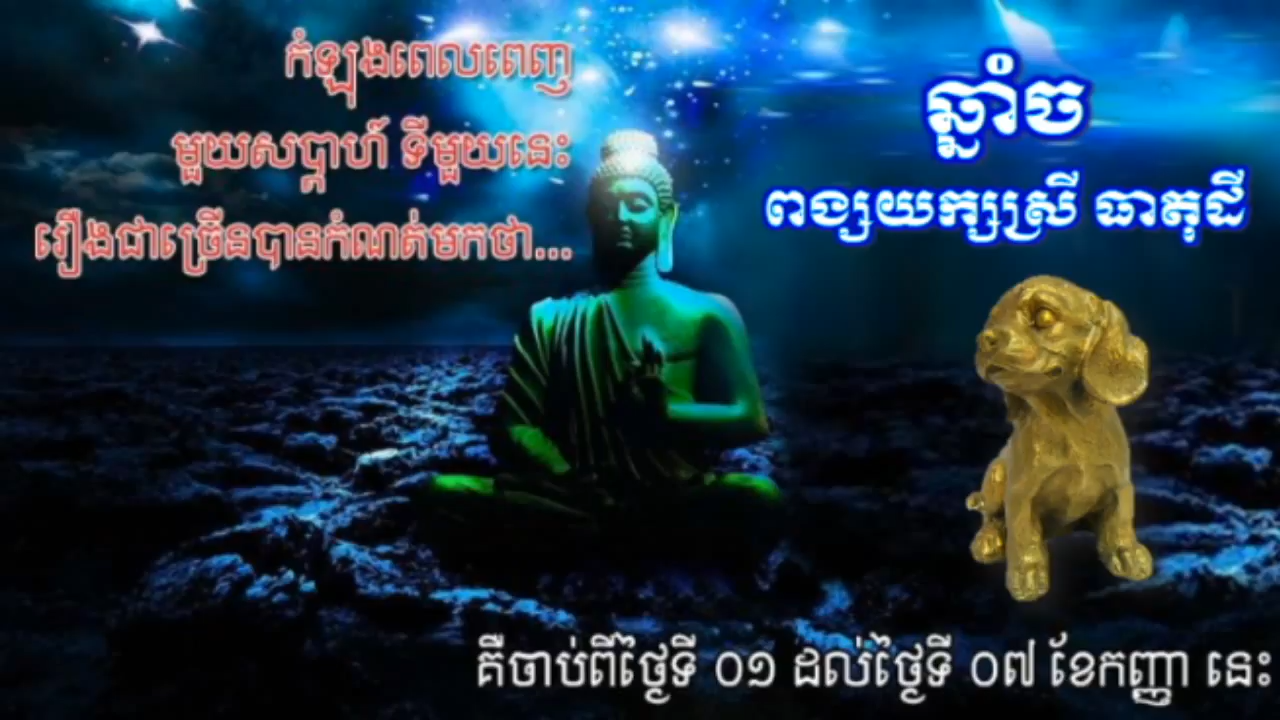 កំឡុងពេលពេញ
មួយសប្តាហ៍ ទីមួយនេះ
រឿងជាច្រើនបានកំណត់មកថា...
ឆ្នាំច
ពង្សយក្សស្រី ធាតុដី
គឺចាប់ពីថ្ងៃទី ០១ ដល់ថ្ងៃទី ០៧ ខែកញ្ញា នេះ